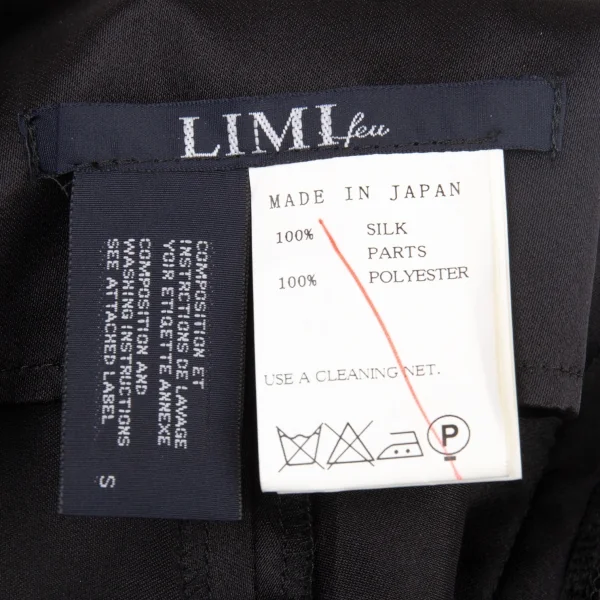 LIMI feu
MADE IN JAPAN
100% SILK
PARTS
100% POLYESTER
USE A CLEANING NET.
P
COMPOSITION ET
INSTRUCTIONS DE LAVAGE
VOIR ETIQETTE ANNEXE
COMPOSITION AND
WASHING INSTRUCTIONS
SEE ATTACHED LABEL
S